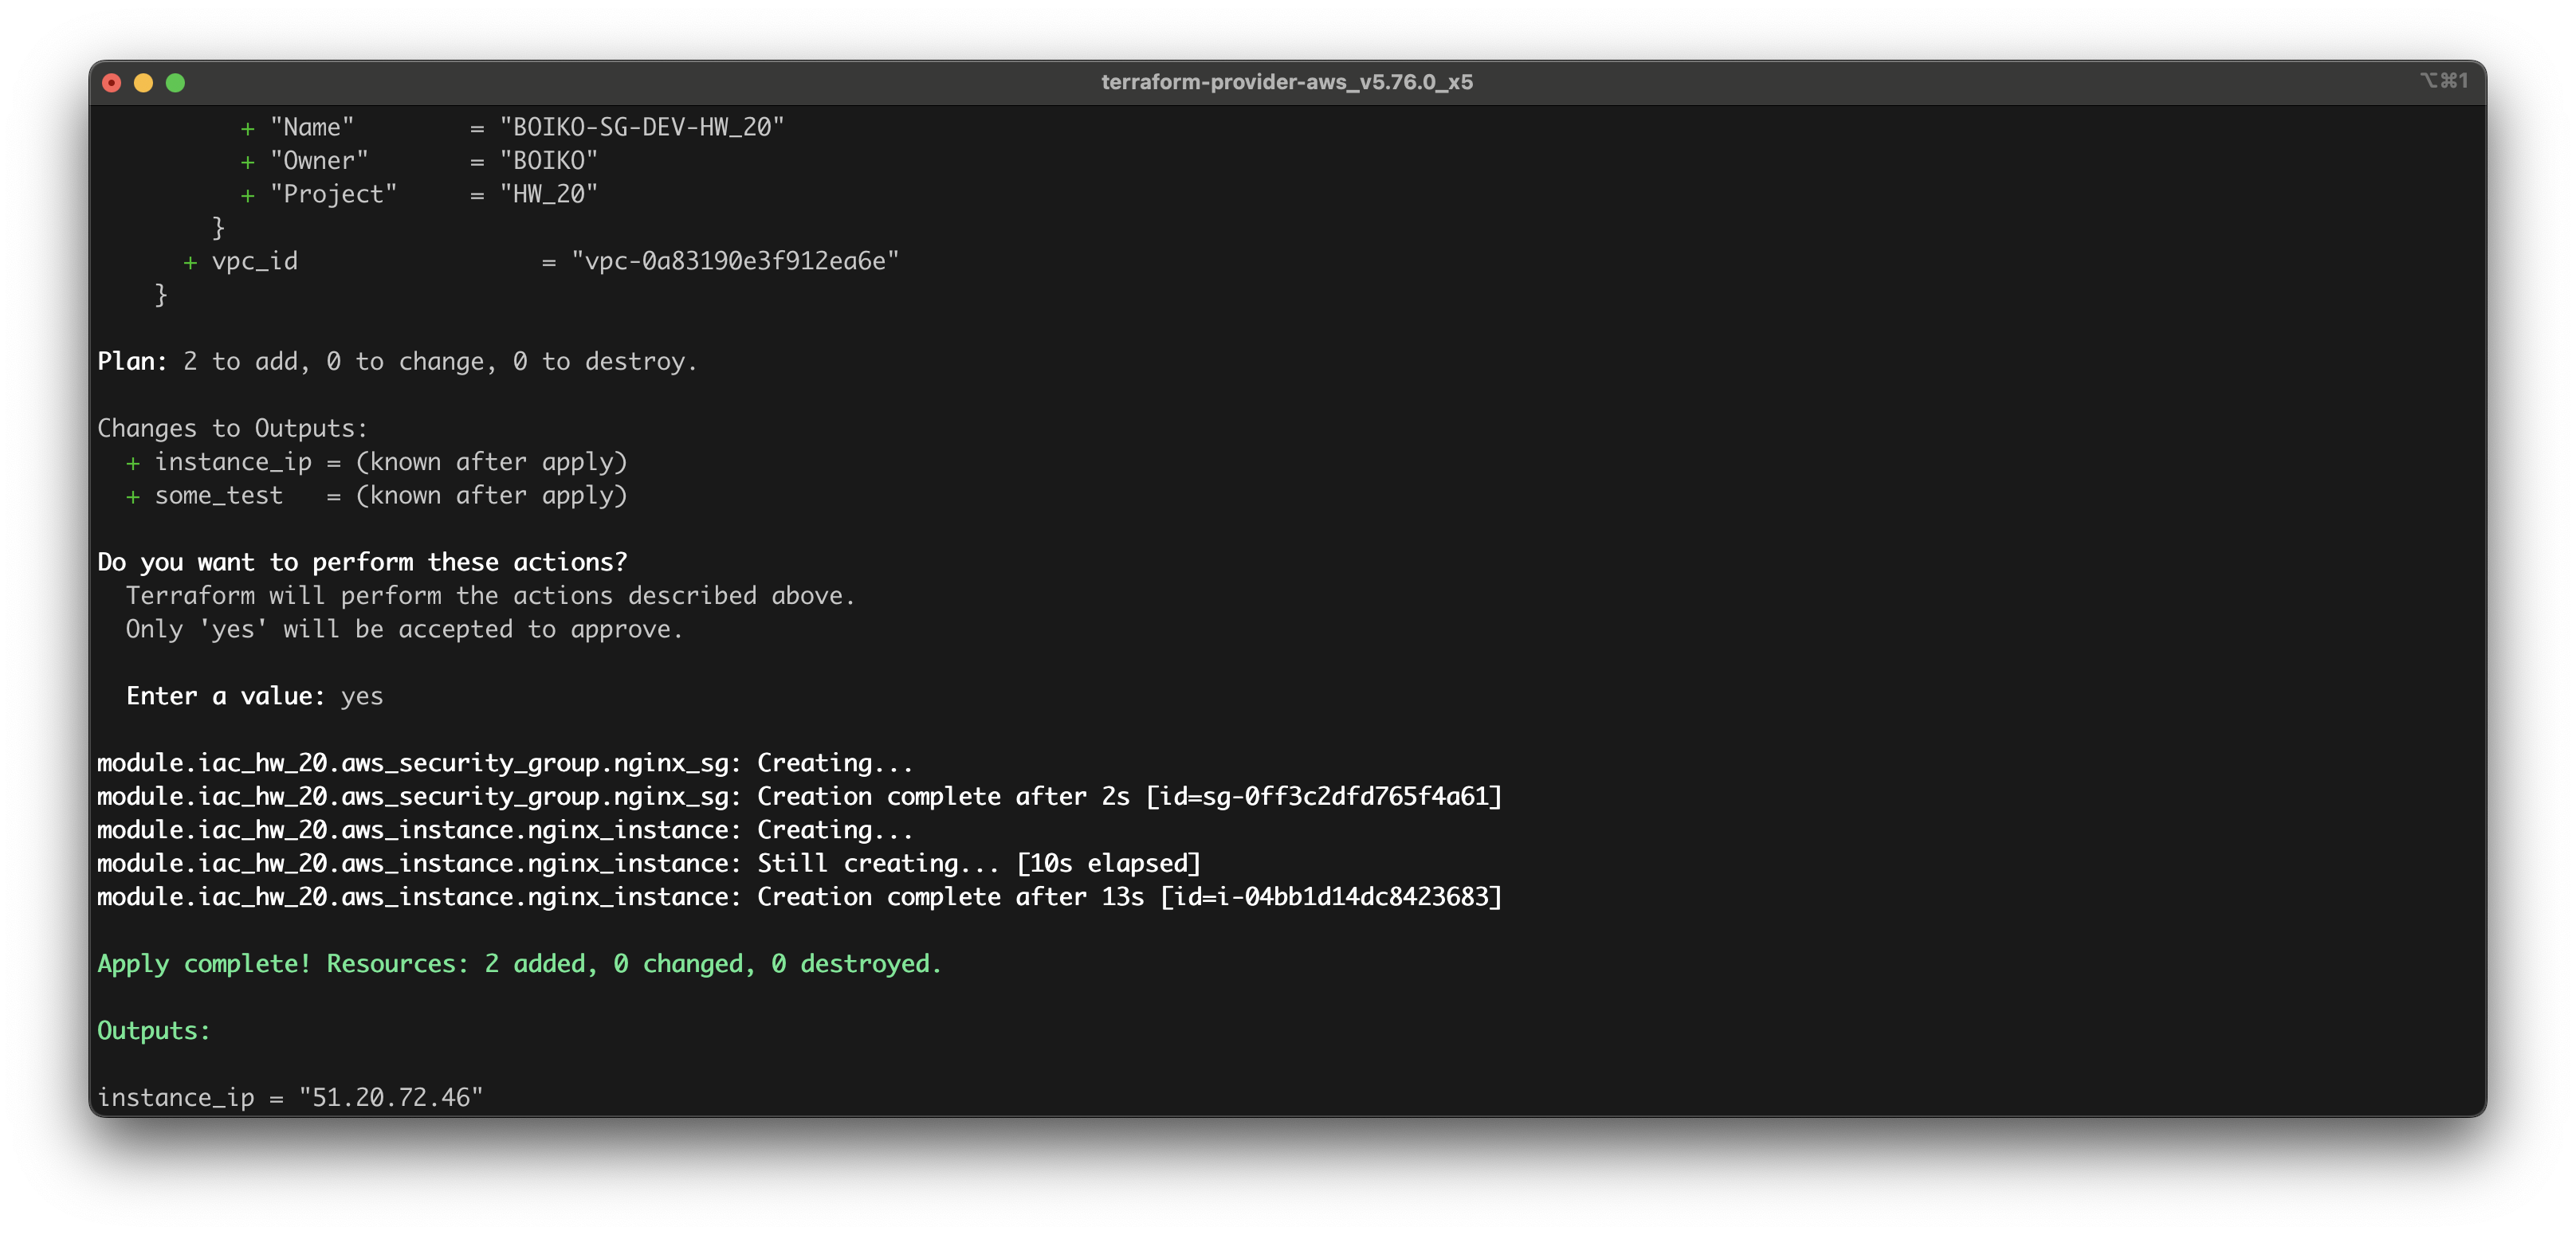 terraform-provider-aws_v5.76.0_x5
⌥⌘1
+ "Name"        = "BOIKO-SG-DEV-HW_20"
+ "Owner"       = "BOIKO"
+ "Project"     = "HW_20"
}
+ vpc_id                 = "vpc-0a83190e3f912ea6e"
}
Plan: 2 to add, 0 to change, 0 to destroy.
Changes to Outputs:
+ instance_ip = (known after apply)
+ some_test   = (known after apply)
Do you want to perform these actions?
Terraform will perform the actions described above.
Only 'yes' will be accepted to approve.
Enter a value: yes
module.iac_hw_20.aws_security_group.nginx_sg: Creating...
module.iac_hw_20.aws_security_group.nginx_sg: Creation complete after 2s [id=sg-0ff3c2dfd765f4a61]
module.iac_hw_20.aws_instance.nginx_instance: Creating...
module.iac_hw_20.aws_instance.nginx_instance: Still creating... [10s elapsed]
module.iac_hw_20.aws_instance.nginx_instance: Creation complete after 13s [id=i-04bb1d14dc8423683]
Apply complete! Resources: 2 added, 0 changed, 0 destroyed.
Outputs:
instance_ip = "51.20.72.46"